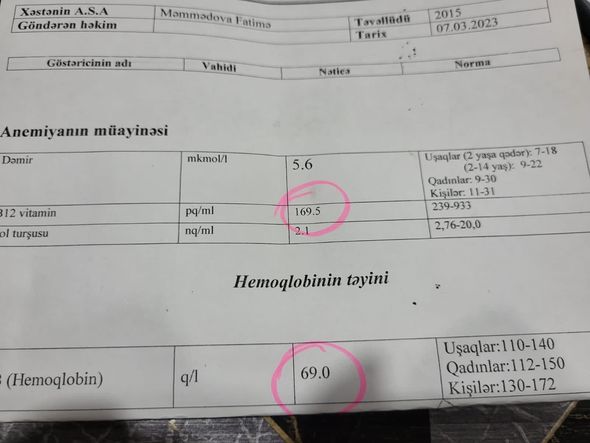 Xəstənin A.S.A Məmmədova Fatimə Təvəllüdü 2015
Göndərən həkim Tarix 07.03.2023
Göstəricinin adı Vahidi Nəticə Norma
Anemiyanın müayinəsi
Dəmir mkmol/l 5.6 Uşaqlar (2 yaşa qədər): 7-18
(2-14 yaş): 9-22
Qadınlar: 9-30
Kişilər: 11-31
B12 vitamin pq/ml 169.5 239-933
ol turşusu nq/ml 2.1 2,76-20,0
Hemoqlobinin təyini
(Hemoqlobin) q/l 69.0 Uşaqlar:110-140
Qadınlar:112-150
Kişilər:130-172